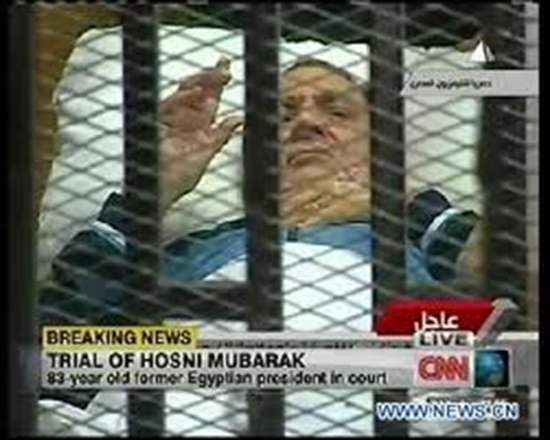 عاجل
BREAKING NEWS
LIVE
TRIAL OF HOSNI MUBARAK
CNN
83-year old former Egyptian president in court
WWW.NEWS.CN